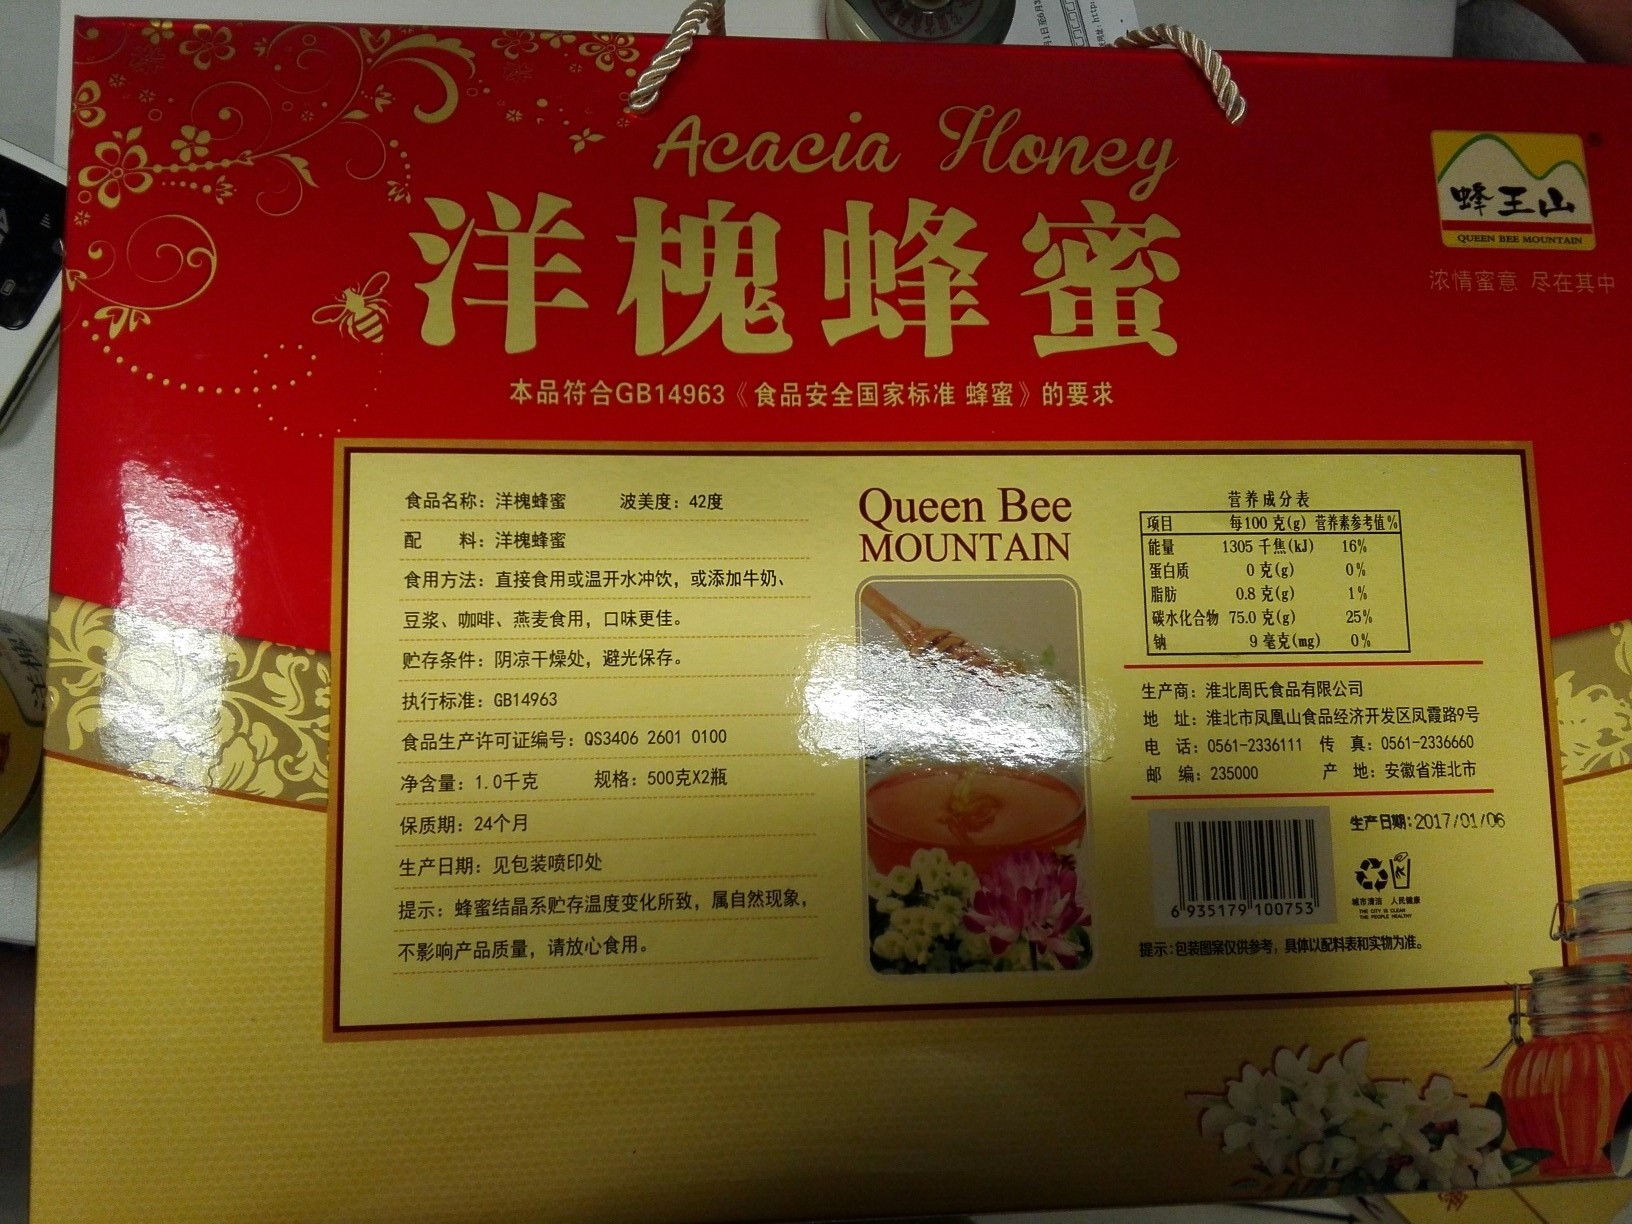 Acacia Honey
洋槐蜂蜜
本品符合GB14963《食品安全国家标准 蜂蜜》的要求
蜂王山
QUEEN BEE MOUNTAIN
浓情蜜意 尽在其中
食品名称：洋槐蜂蜜 波美度：42度
配 料：洋槐蜂蜜
食用方法：直接食用或温开水冲饮，或添加牛奶、
豆浆、咖啡、燕麦食用，口味更佳。
贮存条件：阴凉干燥处，避光保存。
执行标准：GB14963
食品生产许可证编号：QS3406 2601 0100
净含量：1.0千克 规格：500克X2瓶
保质期：24个月
生产日期：见包装喷印处
提示：蜂蜜结晶系贮存温度变化所致，属自然现象，
不影响产品质量，请放心食用。
Queen Bee
MOUNTAIN
营养成分表
项目 每100克(g) 营养素参考值%
能量 1305 千焦(kJ) 16%
蛋白质 0 克(g) 0%
脂肪 0.8 克(g) 1%
碳水化合物 75.0 克(g) 25%
钠 9 毫克(mg) 0%
生产商：淮北周氏食品有限公司
地 址：淮北市凤凰山食品经济开发区凤霞路9号
电 话：0561-2336111 传 真：0561-2336660
邮 编：235000 产 地：安徽省淮北市
生产日期:2017/01/06
6 935179 100753
城市清洁 人民健康
THE CITY IS CLEAN
THE PEOPLE HEALTHY
提示：包装图案仅供参考，具体以配料表和实物为准。